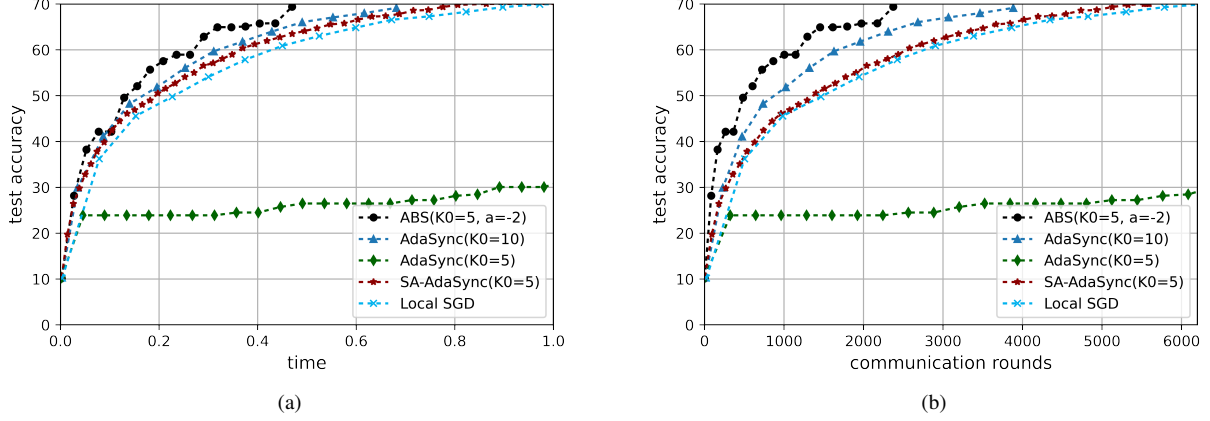 70
60
50
40
30
20
10
0
test accuracy
0.0 0.2 0.4 0.6 0.8 1.0
time
ABS(K0=5, a=-2)
AdaSync(K0=10)
AdaSync(K0=5)
SA-AdaSync(K0=5)
Local SGD
(a)
70
60
50
40
30
20
10
0
test accuracy
0 1000 2000 3000 4000 5000 6000
communication rounds
ABS(K0=5, a=-2)
AdaSync(K0=10)
AdaSync(K0=5)
SA-AdaSync(K0=5)
Local SGD
(b)